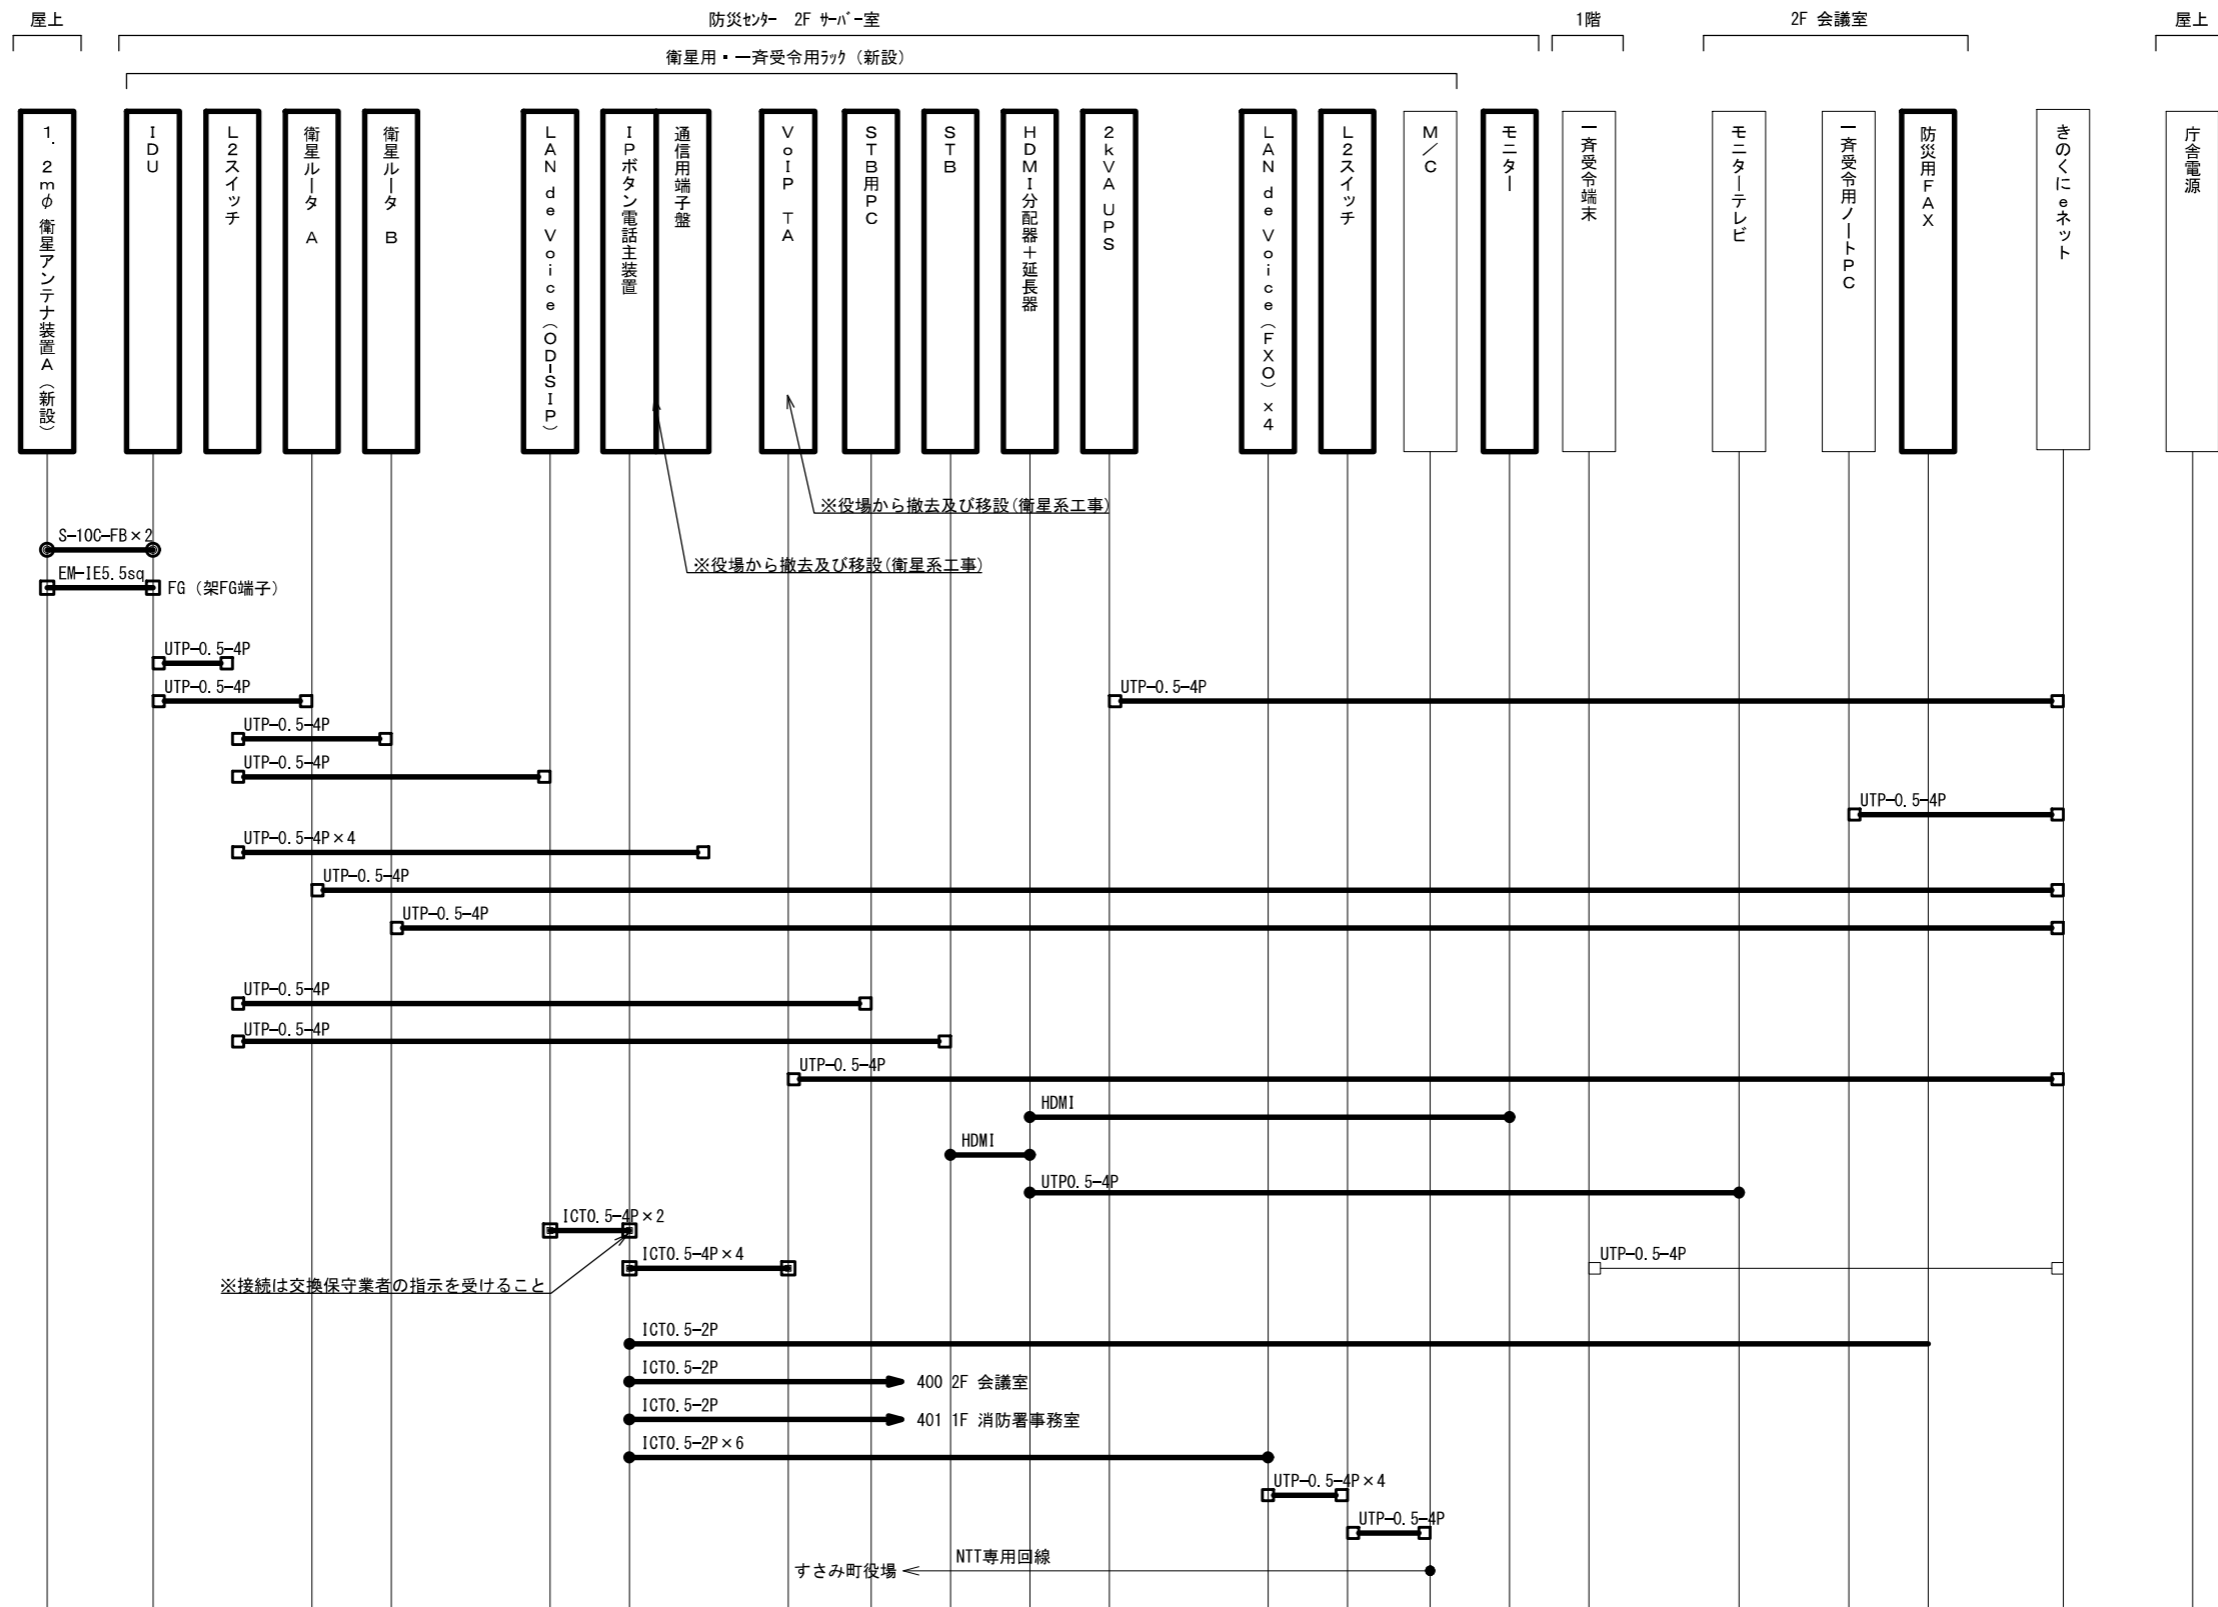 屋上
防災ｾﾝﾀｰ 2F ｻｰﾊﾞｰ室
1階
2F 会議室
屋上
衛星用・一斉受令用ﾗｯｸ（新設）
１．２ｍφ 衛星アンテナ装置Ａ（新設）
ＩＤＵ
Ｌ２スイッチ
衛星ルータ Ａ
衛星ルータ Ｂ
ＬＡＮ ｄｅ Ｖｏｉｃｅ（ＯＤ-ＳＩＰ）
ＩＰボタン電話主装置
通信用端子盤
ＶｏＩＰ ＴＡ
ＳＴＢ用ＰＣ
ＳＴＢ
ＨＤＭＩ分配器＋延長器
２ｋＶＡ ＵＰＳ
ＬＡＮ ｄｅ Ｖｏｉｃｅ（ＦＸＯ）×４
Ｌ２スイッチ
Ｍ／Ｃ
モニター
一斉受令端末
モニターテレビ
一斉受令用ノートＰＣ
防災用ＦＡＸ
きのくにｅネット
庁舎電源
※役場から撤去及び移設(衛星系工事)
S-10C-FB×2
※役場から撤去及び移設(衛星系工事)
EM-IE5.5sq
FG（架FG端子）
UTP-0.5-4P
UTP-0.5-4P
UTP-0.5-4P
UTP-0.5-4P
UTP-0.5-4P
UTP-0.5-4P
UTP-0.5-4P×4
UTP-0.5-4P
UTP-0.5-4P
UTP-0.5-4P
UTP-0.5-4P
UTP-0.5-4P
HDMI
HDMI
UTP0.5-4P
ICT0.5-4P×2
ICT0.5-4P×4
UTP-0.5-4P
※接続は交換保守業者の指示を受けること
ICT0.5-2P
ICT0.5-2P
400 2F 会議室
ICT0.5-2P
401 1F 消防署事務室
ICT0.5-2P×6
UTP-0.5-4P×4
UTP-0.5-4P
NTT専用回線
すさみ町役場